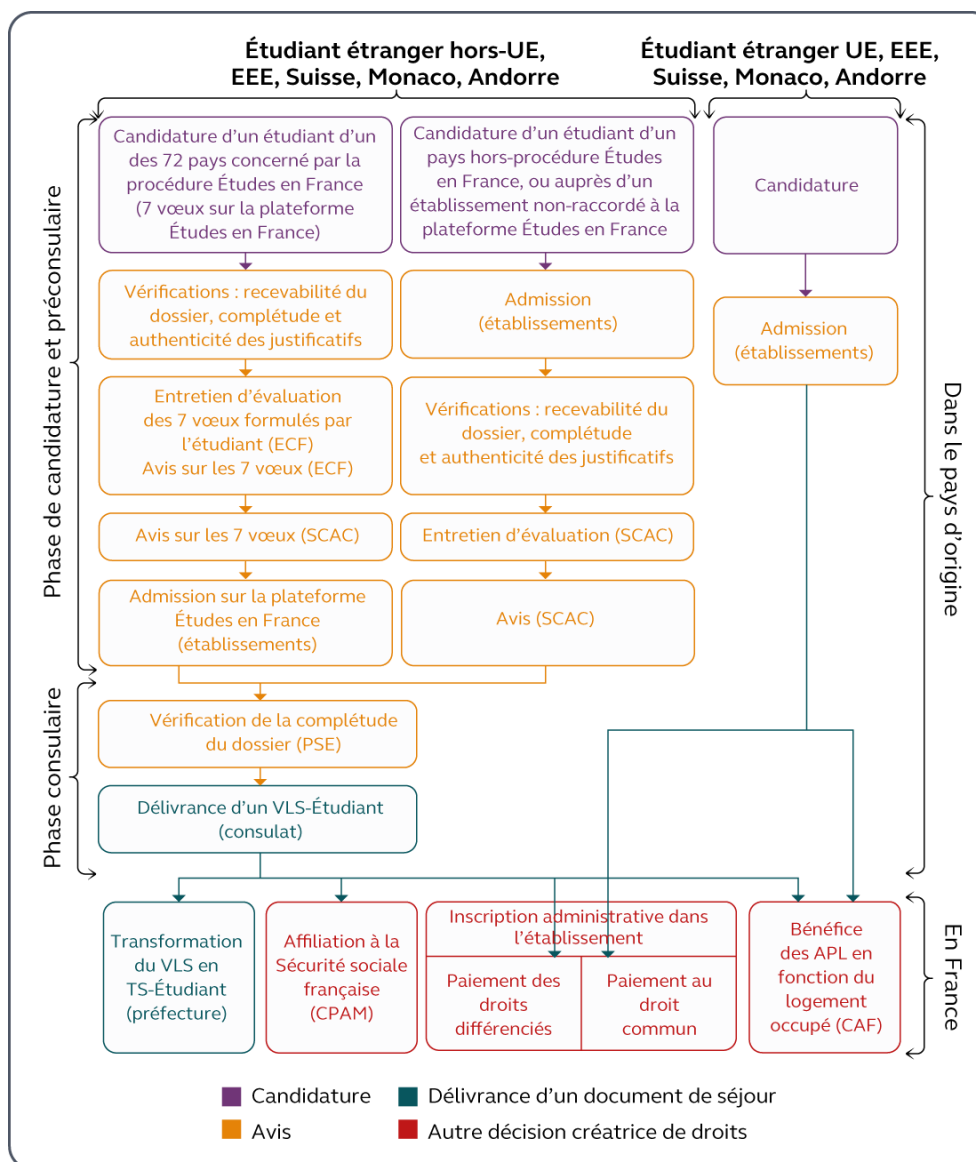 Étudiant étranger hors-UE,
EEE, Suisse, Monaco, Andorre
Étudiant étranger UE, EEE,
Suisse, Monaco, Andorre
Phase de candidature et préconsulaire
Candidature d’un étudiant d’un
des 72 pays concerné par la
procédure Études en France
(7 vœux sur la plateforme
Études en France)
Candidature d’un étudiant d’un
pays hors-procédure Études
en France, ou auprès d’un
établissement non-raccordé à la
plateforme Études en France
Candidature
Vérifications : recevabilité du
dossier, complétude et
authenticité des justificatifs
Admission
(établissements)
Admission
(établissements)
Entretien d’évaluation
des 7 vœux formulés par
l’étudiant (ECF)
Avis sur les 7 vœux (ECF)
Vérifications : recevabilité du
dossier, complétude
et authenticité des justificatifs
Avis sur les 7 vœux (SCAC)
Entretien d’évaluation (SCAC)
Admission sur la plateforme
Études en France
(établissements)
Avis (SCAC)
Dans le pays d’origine
Phase consulaire
Vérification de la complétude
du dossier (PSE)
Délivrance d’un VLS-Étudiant
(consulat)
Transformation
du VLS en
TS-Étudiant
(préfecture)
Affiliation à la
Sécurité sociale
française
(CPAM)
Inscription administrative dans
l’établissement
Paiement des
droits
différenciés
Paiement au
droit
commun
Bénéfice
des APL en
fonction du
logement
occupé (CAF)
En France
Candidature
Délivrance d’un document de séjour
Avis
Autre décision créatrice de droits